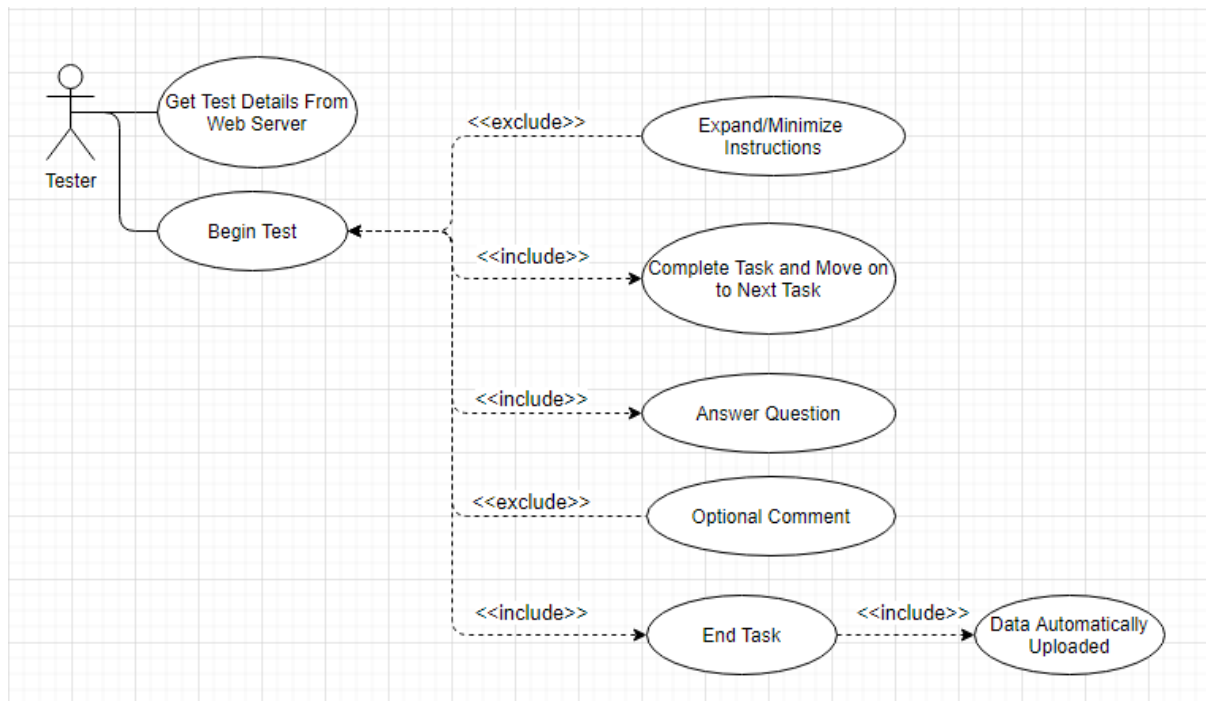 Get Test Details From
Web Server
Tester
Begin Test
<<exclude>>
Expand/Minimize
Instructions
<<include>>
Complete Task and Move on
to Next Task
<<include>>
Answer Question
<<exclude>>
Optional Comment
<<include>>
End Task
<<include>>
Data Automatically
Uploaded